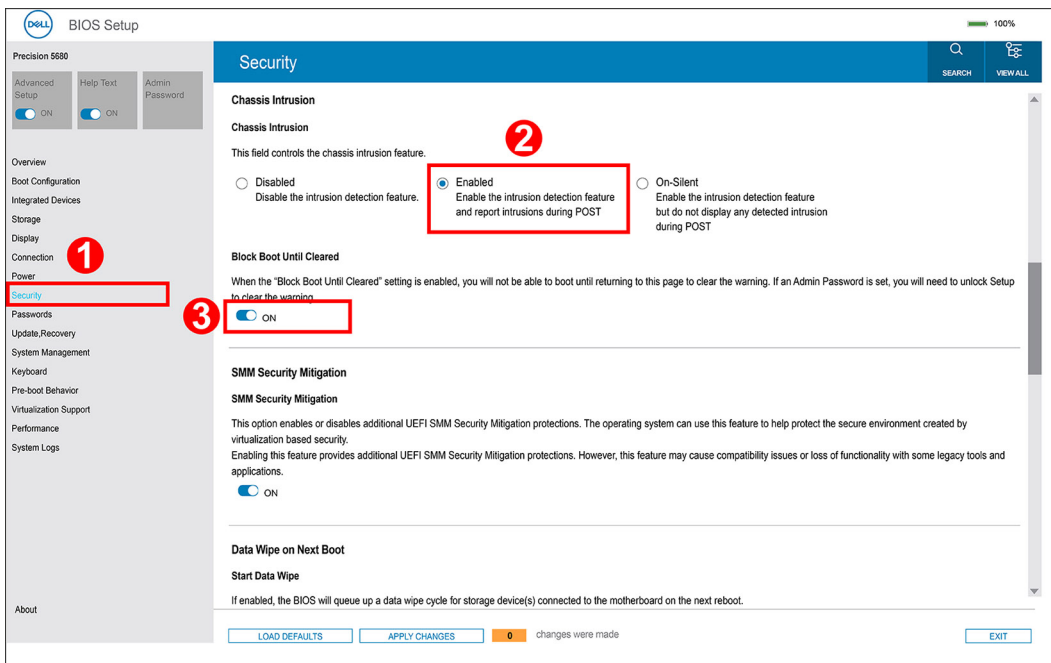 DELL
BIOS Setup
100%
Precision 5680
Advanced
Setup
ON
Help Text
ON
Admin
Password
Overview
Boot Configuration
Integrated Devices
Storage
Display
Connection
Power
Security
Passwords
Update,Recovery
System Management
Keyboard
Pre-boot Behavior
Virtualization Support
Performance
System Logs
About
1
Security
SEARCH
VIEW ALL
Chassis Intrusion
Chassis Intrusion
This field controls the chassis intrusion feature.
2
Disabled
Disable the intrusion detection feature.
Enabled
Enable the intrusion detection feature
and report intrusions during POST
On-Silent
Enable the intrusion detection feature
but do not display any detected intrusion
during POST
Block Boot Until Cleared
When the “Block Boot Until Cleared” setting is enabled, you will not be able to boot until returning to this page to clear the warning. If an Admin Password is set, you will need to unlock Setup
to clear the warning.
3
ON
SMM Security Mitigation
SMM Security Mitigation
This option enables or disables additional UEFI SMM Security Mitigation protections. The operating system can use this feature to help protect the secure environment created by
virtualization based security.
Enabling this feature provides additional UEFI SMM Security Mitigation protections. However, this feature may cause compatibility issues or loss of functionality with some legacy tools and
applications.
ON
Data Wipe on Next Boot
Start Data Wipe
If enabled, the BIOS will queue up a data wipe cycle for storage device(s) connected to the motherboard on the next reboot.
LOAD DEFAULTS
APPLY CHANGES
0
changes were made
EXIT